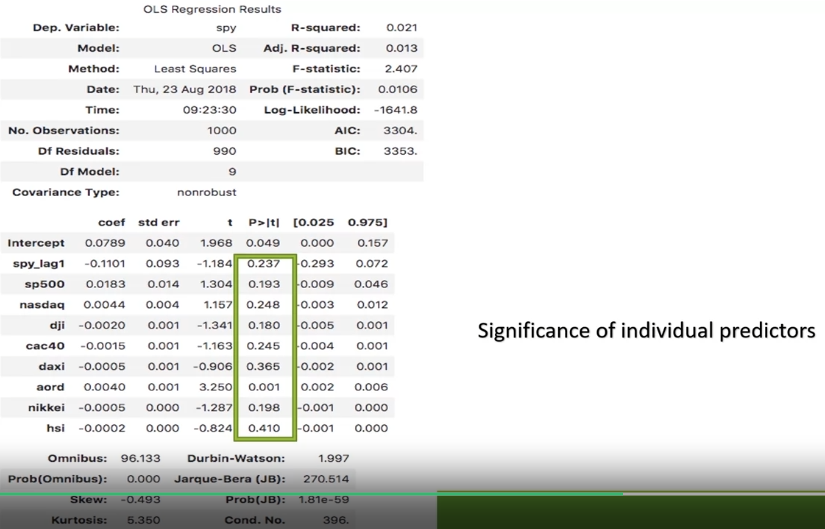 OLS Regression Results
Dep. Variable: spy R-squared: 0.021
Model: OLS Adj. R-squared: 0.013
Method: Least Squares F-statistic: 2.407
Date: Thu, 23 Aug 2018 Prob (F-statistic): 0.0106
Time: 09:23:30 Log-Likelihood: -1641.8
No. Observations: 1000 AIC: 3304.
Df Residuals: 990 BIC: 3353.
Df Model: 9
Covariance Type: nonrobust
coef std err t P>|t| [0.025 0.975]
Intercept 0.0789 0.040 1.968 0.049 0.000 0.157
spy_lag1 -0.1101 0.093 -1.184 0.237 -0.293 0.072
sp500 0.0183 0.014 1.304 0.193 -0.009 0.046
nasdaq 0.0044 0.004 1.157 0.248 -0.003 0.012
dji -0.0020 0.001 -1.341 0.180 -0.005 0.001
cac40 -0.0015 0.001 -1.163 0.245 -0.004 0.001
daxi -0.0005 0.001 -0.906 0.365 -0.002 0.001
aord 0.0040 0.001 3.250 0.001 0.002 0.006
nikkei -0.0005 0.000 -1.287 0.198 -0.001 0.000
hsi -0.0002 0.000 -0.824 0.410 -0.001 0.000
Omnibus: 96.133 Durbin-Watson: 1.997
Prob(Omnibus): 0.000 Jarque-Bera (JB): 270.514
Skew: -0.493 Prob(JB): 1.81e-59
Kurtosis: 5.350 Cond. No. 396.
Significance of individual predictors